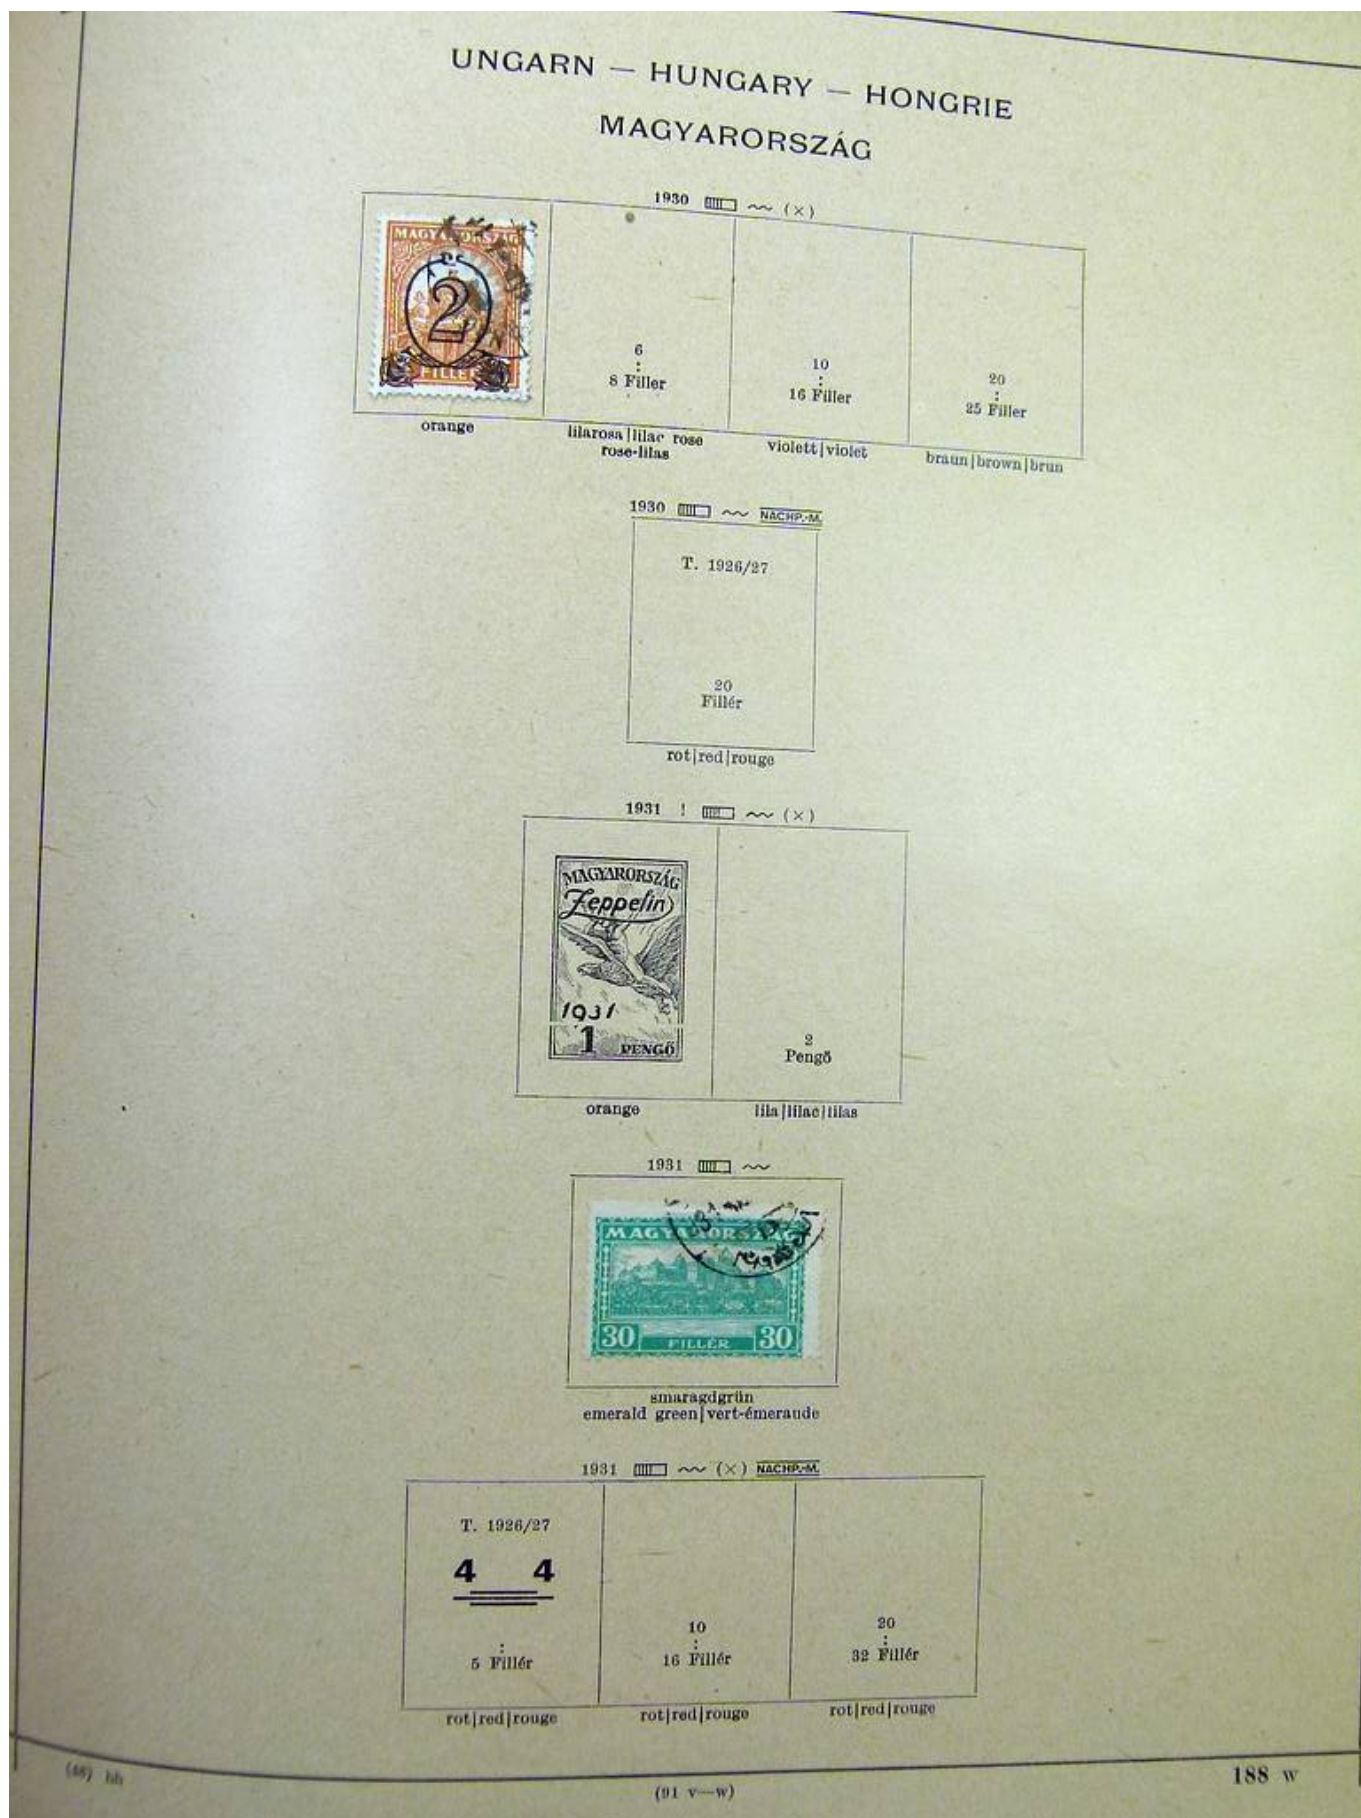 UNGARN — HUNGARY — HONGRIE
MAGYARORSZÁG
1930 (×)
MAGYARORSZÁG
2
FILLÉR
6
8 Filler
10
16 Filler
20
25 Filler
orange
lilarosa|lilac rose
rose-lilas
violett|violet
braun|brown|brun
1930 NACHP.-M.
T. 1926/27
20
Fillér
rot|red|rouge
1931 ! (×)
MAGYARORSZÁG
Zeppelin
1931
1 PENGŐ
2
Pengő
orange
lila|lilac|lilas
1931
MAGYARORSZÁG
30 FILLÉR 30
smaragdgrün
emerald green|vert-émeraude
1931 (×) NACHP.-M.
T. 1926/27
4 4
5 Fillér
10
16 Fillér
20
32 Fillér
rot|red|rouge
rot|red|rouge
rot|red|rouge
(91 v—w)
188 w